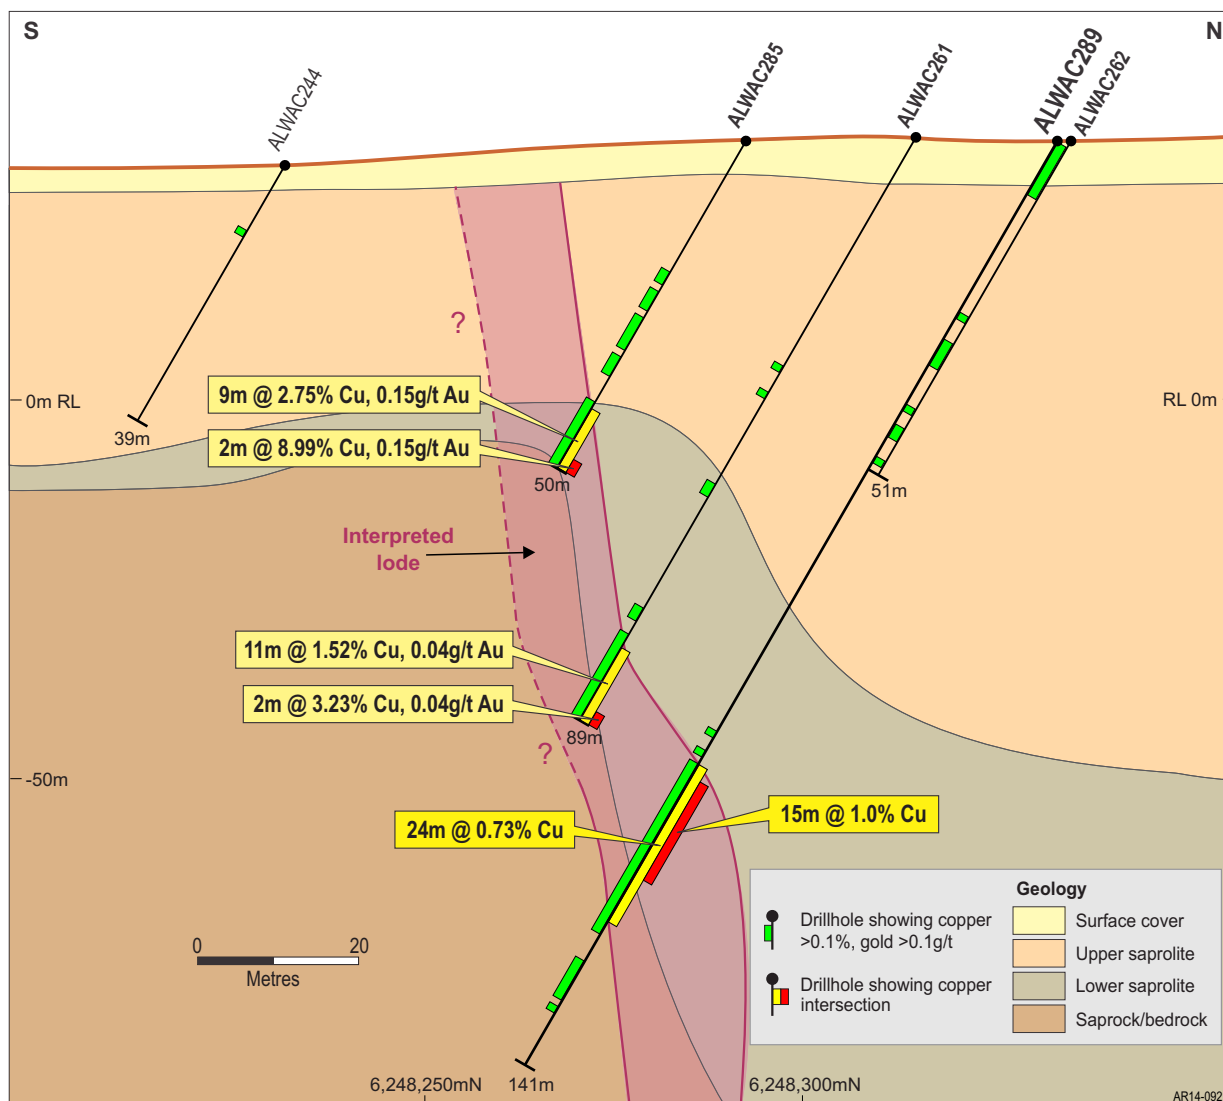 S
N
ALWAC244
ALWAC285
ALWAC261
ALWAC289
ALWAC262
?
9m @ 2.75% Cu, 0.15g/t Au
0m RL
RL 0m
39m
2m @ 8.99% Cu, 0.15g/t Au
50m
51m
Interpreted
lode
11m @ 1.52% Cu, 0.04g/t Au
2m @ 3.23% Cu, 0.04g/t Au
89m
?
-50m
24m @ 0.73% Cu
15m @ 1.0% Cu
0
20
Metres
Drillhole showing copper
>0.1%, gold >0.1g/t
Drillhole showing copper
intersection
Geology
Surface cover
Upper saprolite
Lower saprolite
Saprock/bedrock
6,248,250mN
141m
6,248,300mN
AR14-092